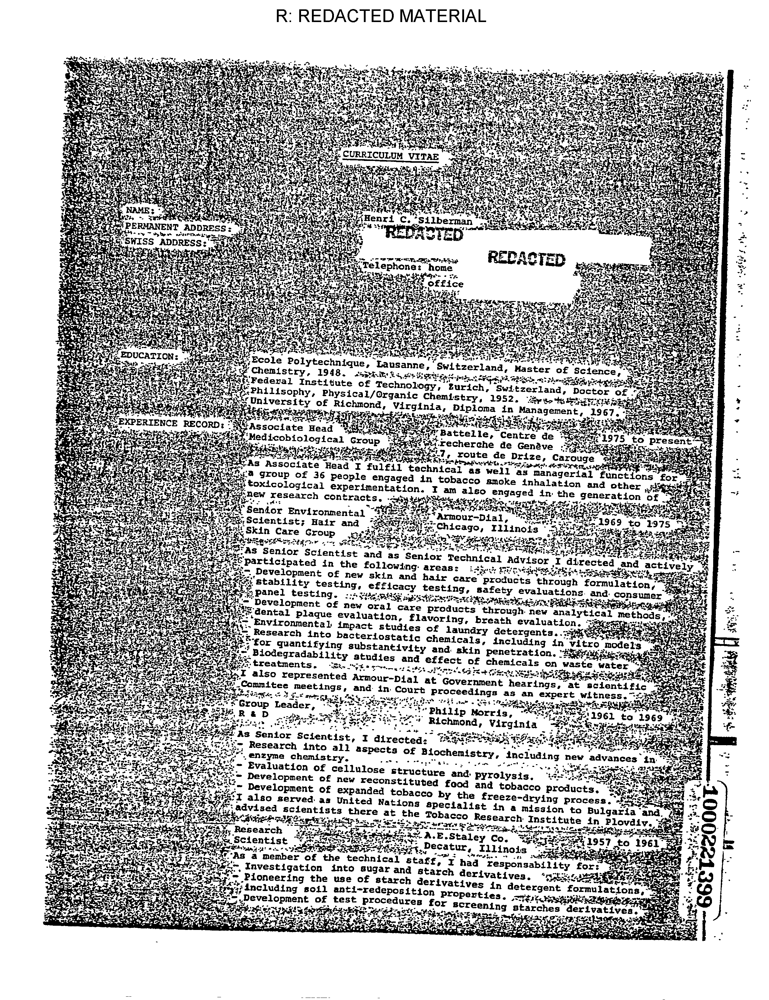 R: REDACTED MATERIAL
CURRICULUM VITAE
NAME: Henri C. Silberman
PERMANENT ADDRESS: REDACTED
SWISS ADDRESS: REDACTED
Telephone: home
office
EDUCATION: Ecole Polytechnique, Lausanne, Switzerland, Master of Science,
Chemistry, 1948.
Federal Institute of Technology, Zurich, Switzerland, Doctor of
Philisophy, Physical/Organic Chemistry, 1952.
University of Richmond, Virginia, Diploma in Management, 1967.
EXPERIENCE RECORD: Associate Head Battelle, Centre de 1975 to present
Medicobiological Group recherche de Genève
7, route de Drize, Carouge
As Associate Head I fulfil technical as well as managerial functions for
a group of 36 people engaged in tobacco smoke inhalation and other
toxicological experimentation. I am also engaged in the generation of
new research contracts.
Senior Environmental Armour-Dial, 1969 to 1975
Scientist; Hair and Chicago, Illinois
Skin Care Group
As Senior Scientist and as Senior Technical Advisor I directed and actively
participated in the following areas:
- Development of new skin and hair care products through formulation,
stability testing, efficacy testing, safety evaluations and consumer
panel testing.
- Development of new oral care products through new analytical methods,
dental plaque evaluation, flavoring, breath evaluation.
- Environmental impact studies of laundry detergents.
- Research into bacteriostatic chemicals, including in vitro models
for quantifying substantivity and skin penetration.
- Biodegradability studies and effect of chemicals on waste water
treatments.
I also represented Armour-Dial at Government hearings, at scientific
Commitee meetings, and in Court proceedings as an expert witness.
Group Leader, Philip Morris, 1961 to 1969
R & D Richmond, Virginia
As Senior Scientist, I directed:
- Research into all aspects of Biochemistry, including new advances in
enzyme chemistry.
- Evaluation of cellulose structure and pyrolysis.
- Development of new reconstituted food and tobacco products.
- Development of expanded tobacco by the freeze-drying process.
I also served as United Nations specialist in a mission to Bulgaria and
advised scientists there at the Tobacco Research Institute in Plovdiv.
Research A.E.Staley Co, 1957 to 1961
Scientist Decatur, Illinois
As a member of the technical staff, I had responsability for:
- Investigation into sugar and starch derivatives.
- Pioneering the use of starch derivatives in detergent formulations,
including soil anti-redeposition properties.
- Development of test procedures for screening starches derivatives.
1000221399